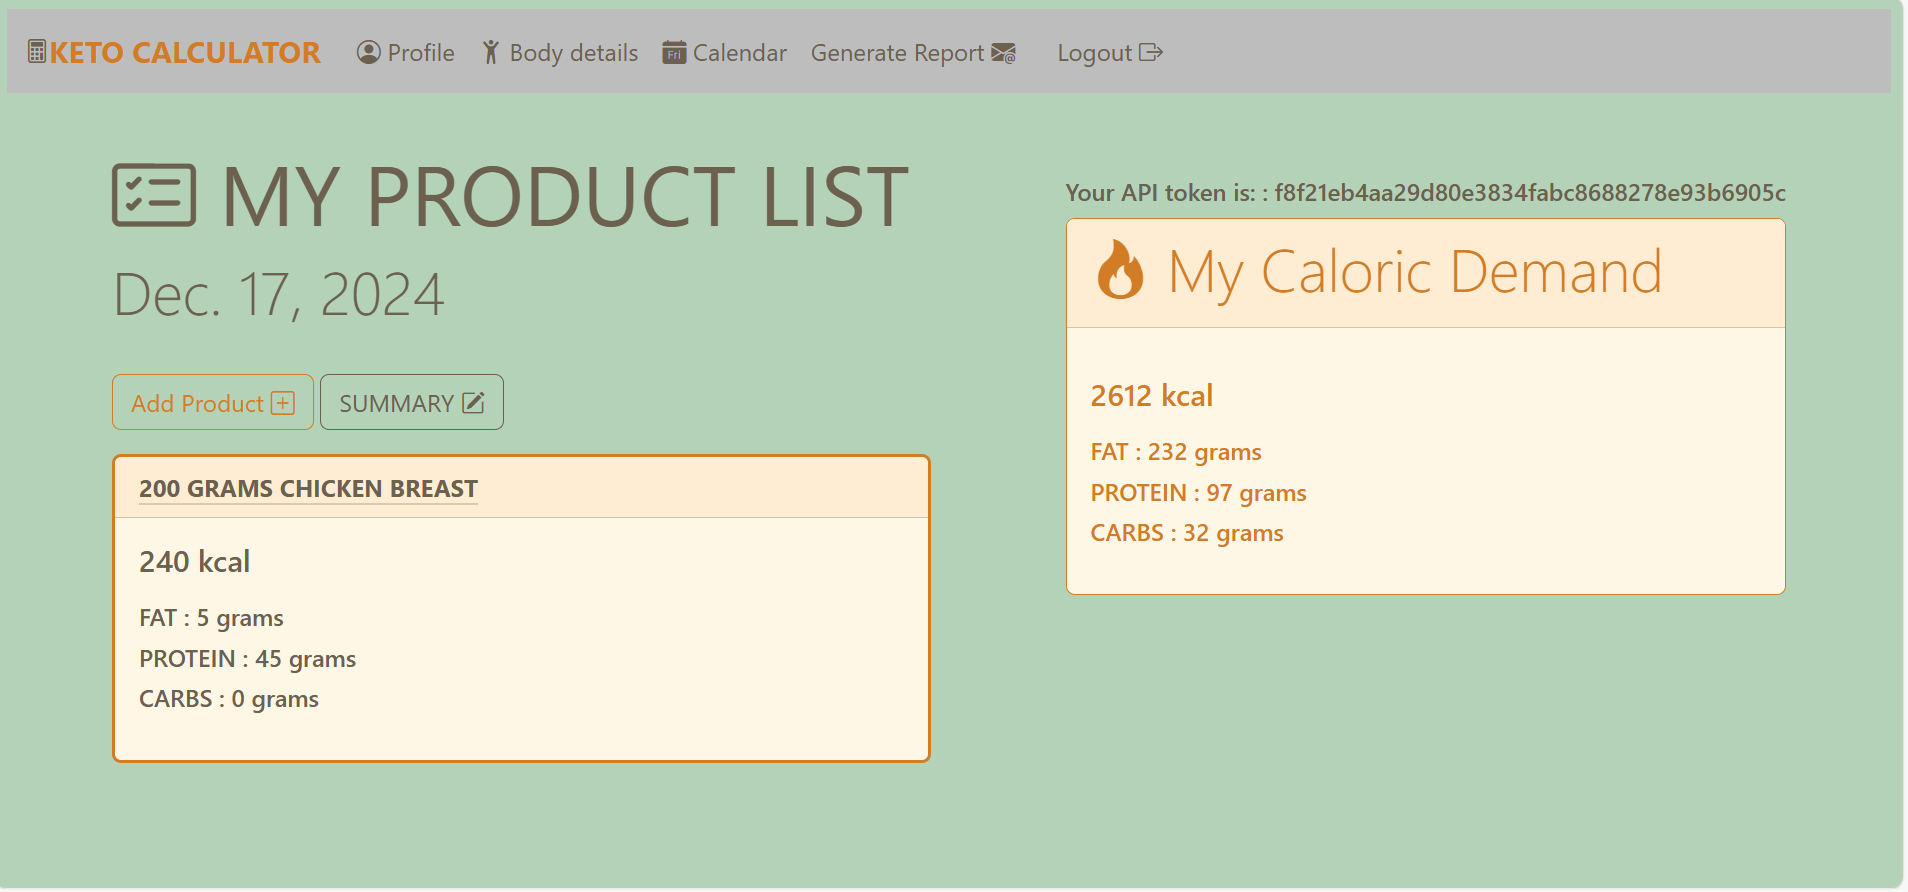 KETO CALCULATOR Profile Body details Fri Calendar Generate Report Logout
MY PRODUCT LIST
Dec. 17, 2024
Add Product SUMMARY
200 GRAMS CHICKEN BREAST
240 kcal
FAT : 5 grams
PROTEIN : 45 grams
CARBS : 0 grams
Your API token is: : f8f21eb4aa29d80e3834fabc8688278e93b6905c
My Caloric Demand
2612 kcal
FAT : 232 grams
PROTEIN : 97 grams
CARBS : 32 grams